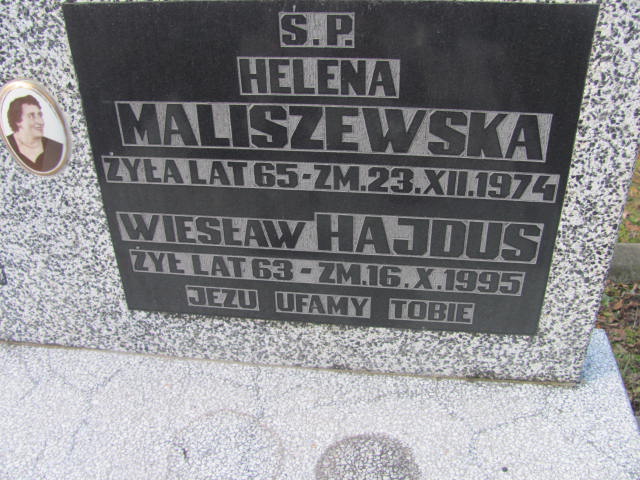 S.P.
HELENA
MALISZEWSKA
ŻYŁA LAT 65-ZM.23.XII.1974
WIESŁAW HAJDUS
ŻYŁ LAT 63 - ZM.16.X.1995
JEZU UFAMY TOBIE